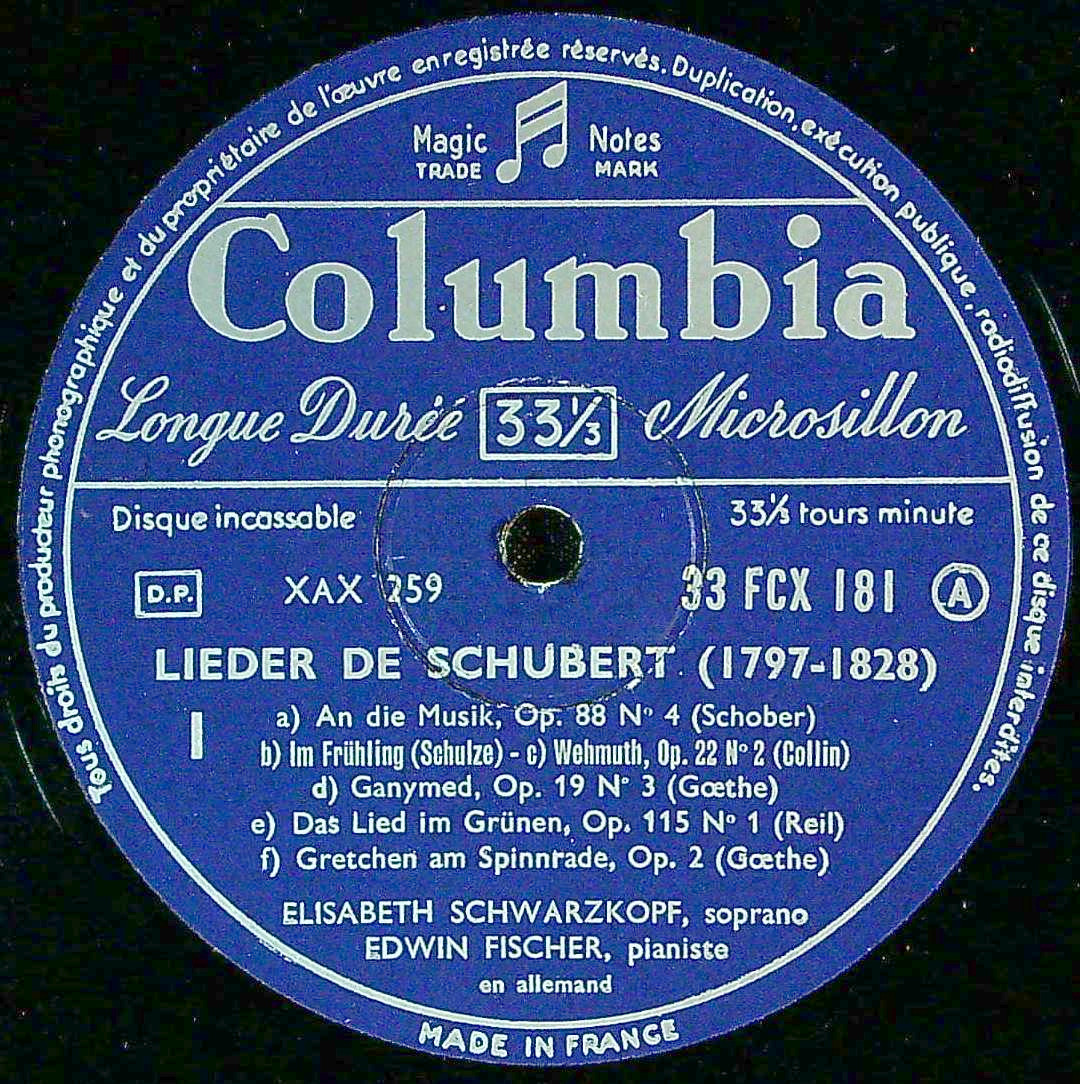 Tous droits du producteur phonographique et du propriétaire de l'œuvre enregistrée réservés. Duplication, exécution publique, radiodiffusion de ce disque interdites.
Magic Notes
TRADE MARK
Columbia
Longue Durée 33⅓ Microsillon
Disque incassable 33⅓ tours minute
D.P. XAX 259 33 FCX 181 A
LIEDER DE SCHUBERT (1797-1828)
I
a) An die Musik, Op. 88 N° 4 (Schober)
b) Im Frühling (Schulze) - c) Wehmuth, Op. 22 N° 2 (Collin)
d) Ganymed, Op. 19 N° 3 (Gœthe)
e) Das Lied im Grünen, Op. 115 N° 1 (Reil)
f) Gretchen am Spinnrade, Op. 2 (Gœthe)
ELISABETH SCHWARZKOPF, soprano
EDWIN FISCHER, pianiste
en allemand
MADE IN FRANCE